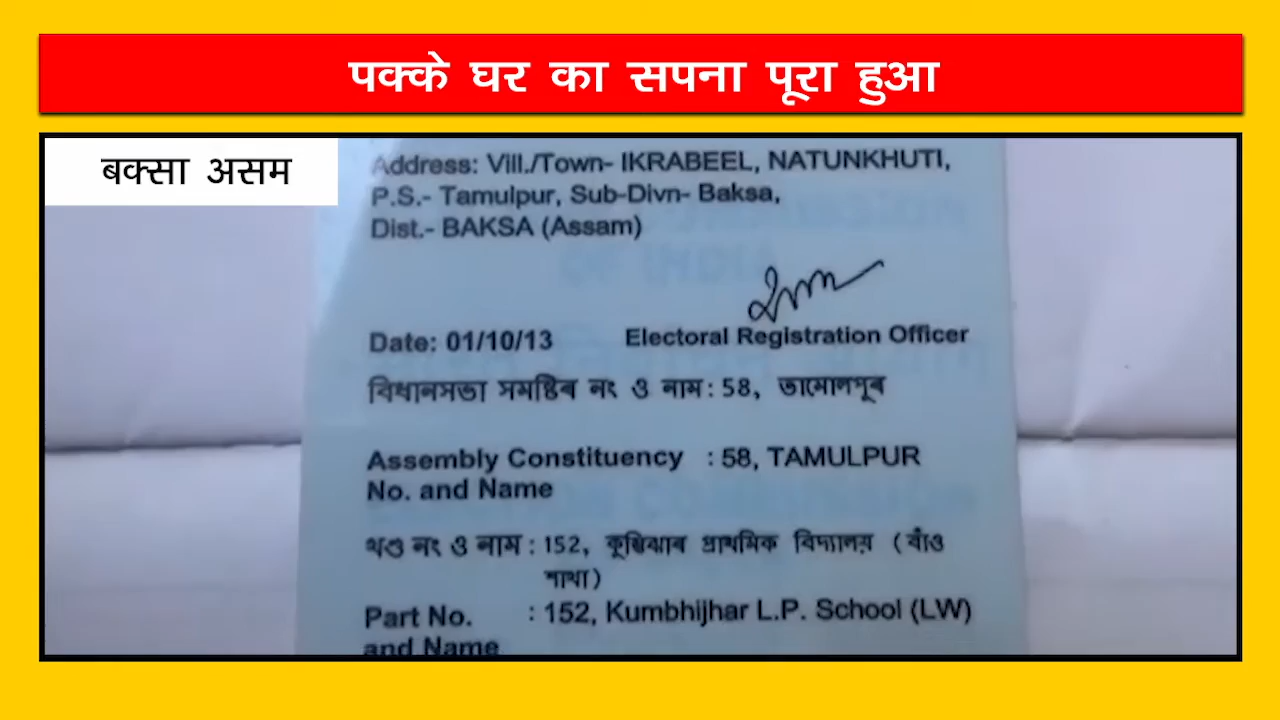 पक्के घर का सपना पूरा हुआ
बक्सा असम
Address: Vill./Town- IKRABEEL, NATUNKHUTI,
P.S.- Tamulpur, Sub-Divn- Baksa,
Dist.- BAKSA (Assam)
Date: 01/10/13 Electoral Registration Officer
বিধানসভা সমষ্টিৰ নং ও নাম: 58, তামোলপূৰ
Assembly Constituency : 58, TAMULPUR
No. and Name
খণ্ড নং ও নাম : 152, প্ৰাথমিক বিদ্যালয় (বাঁও
শাখা)
Part No. : 152, Kumbhijhar L.P. School (LW)
and Name